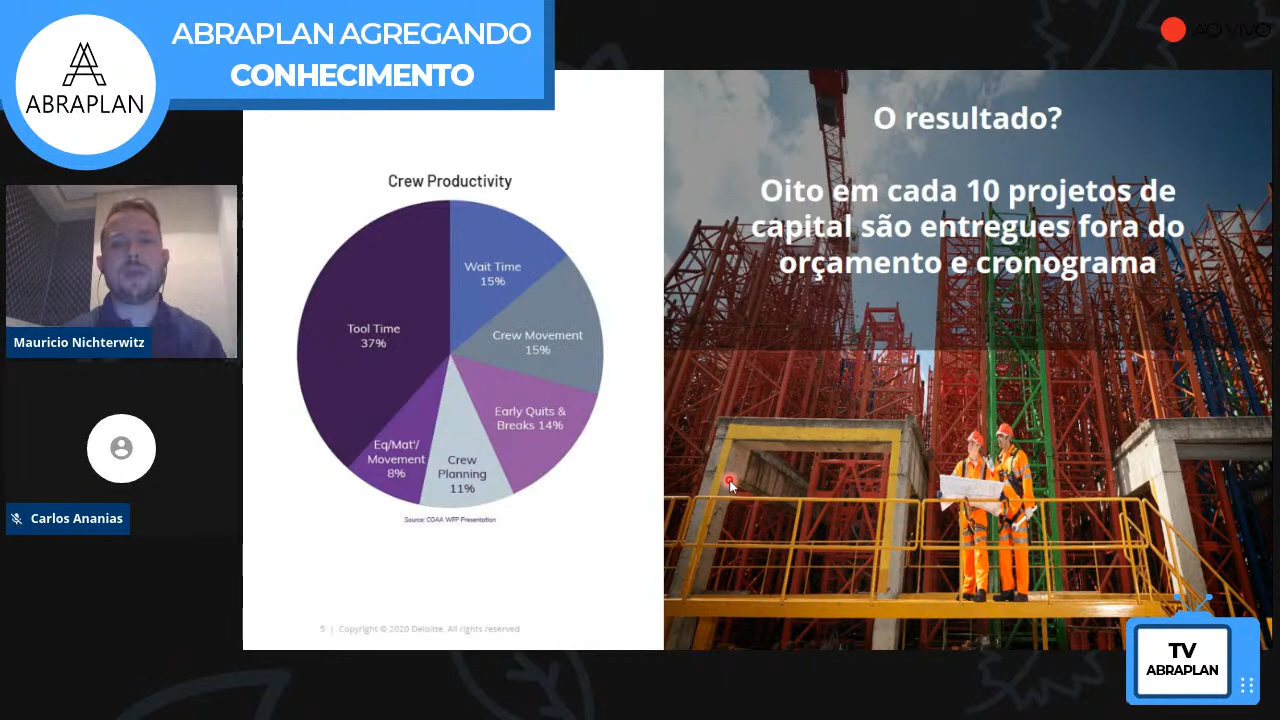 ABRAPLAN AGREGANDO
CONHECIMENTO
ABRAPLAN
AO VIVO
Mauricio Nichterwitz
Carlos Ananias
Crew Productivity
Wait Time
15%
Crew Movement
15%
Early Quits &
Breaks 14%
Crew
Planning
11%
Eq/Mat'/
Movement
8%
Tool Time
37%
Source: COAA WFP Presentation
5 | Copyright © 2020 Deloitte. All rights reserved
O resultado?
Oito em cada 10 projetos de
capital são entregues fora do
orçamento e cronograma
TV
ABRAPLAN